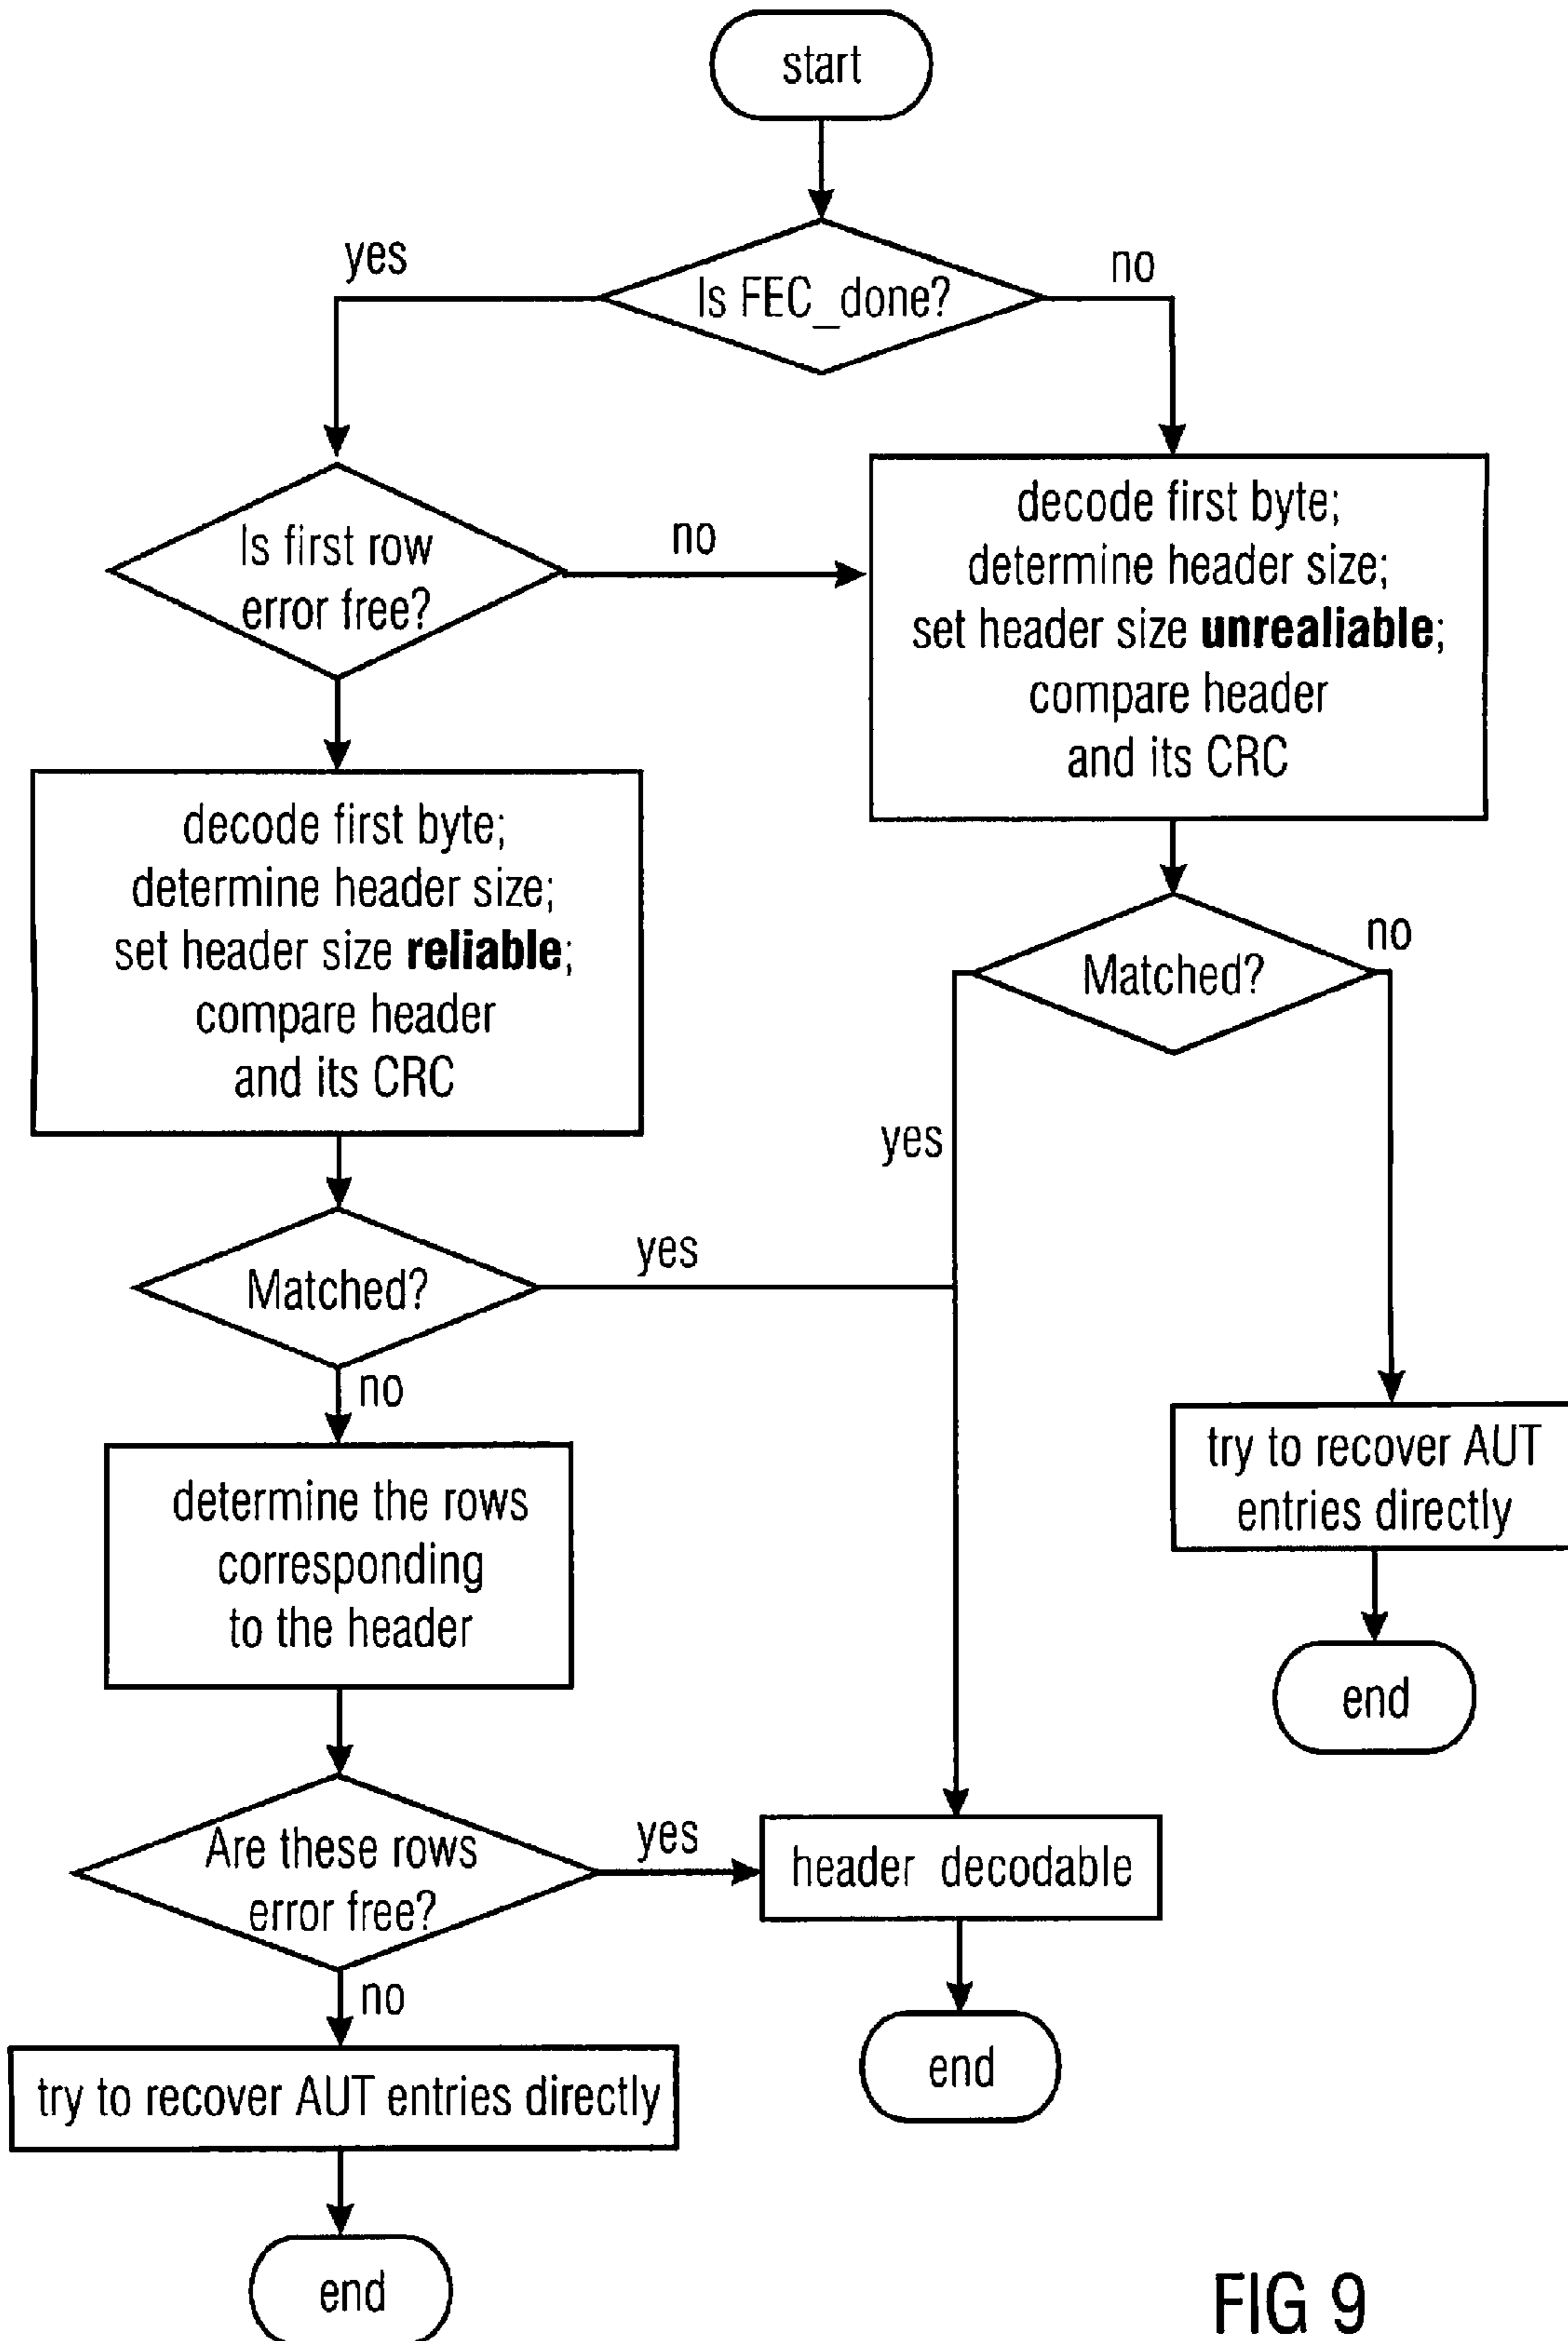 start
yes
no
Is FEC_done?
Is first row
error free?
no
decode first byte;
determine header size;
set header size unrealiable;
compare header
and its CRC
decode first byte;
determine header size;
set header size reliable;
compare header
and its CRC
Matched?
no
yes
Matched?
yes
no
determine the rows
corresponding
to the header
try to recover AUT
entries directly
end
Are these rows
error free?
yes
header decodable
no
end
try to recover AUT entries directly
end
FIG 9